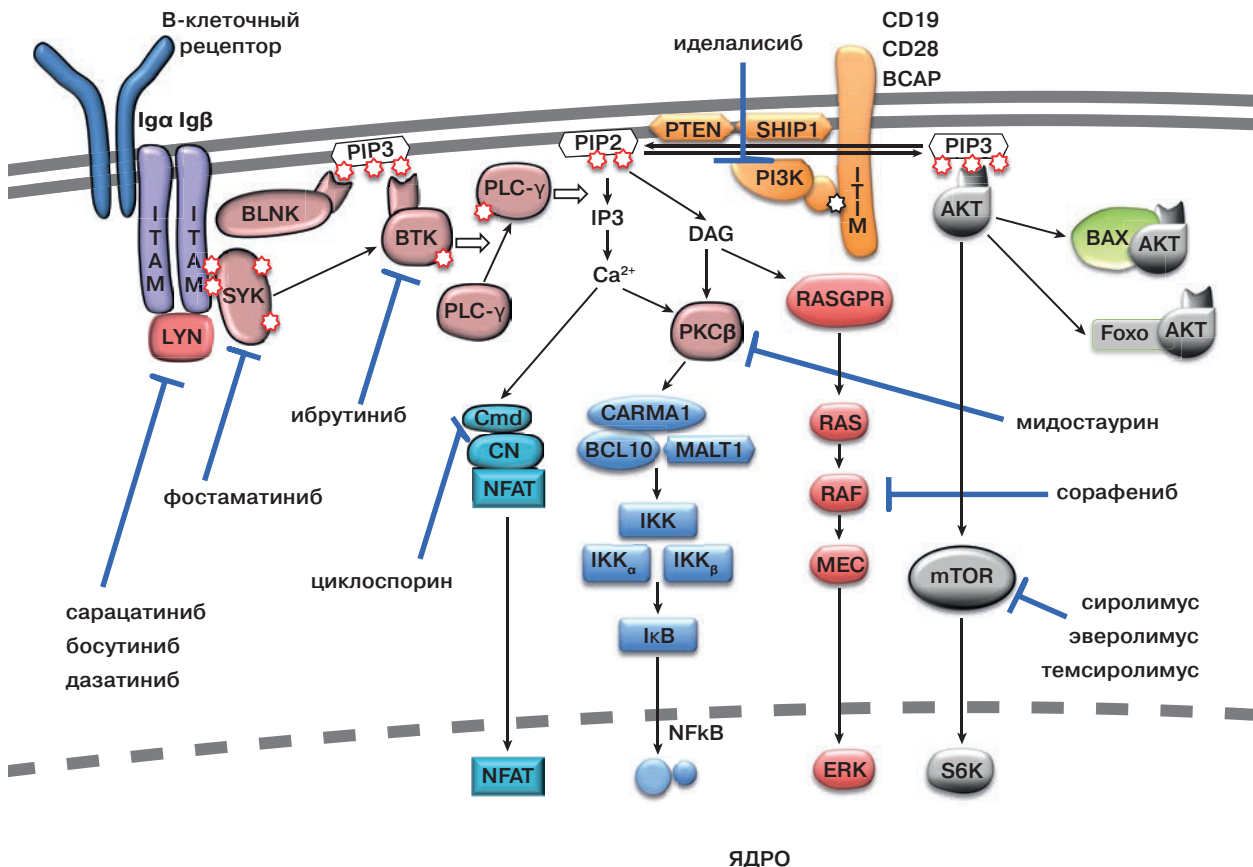 В-клеточный
рецептор
Igα Igβ
иделалисиб
CD19
CD28
BCAP
PTEN
SHIP1
PIP3
PIP2
PIP3
I
T
A
M
I
T
A
M
I
T
I
M
BLNK
PLC-γ
PI3K
AKT
BTK
IP3
DAG
BAX
AKT
SYK
Ca2+
PLC-γ
RASGPR
LYN
PKCβ
Foxo
AKT
ибрутиниб
Cmd
CARMA1
RAS
мидостаурин
CN
BCL10
MALT1
фостаматиниб
NFAT
RAF
сорафениб
IKK
циклоспорин
IKKα
IKKβ
MEC
mTOR
сарацатиниб
босутиниб
дазатиниб
IκB
сиролимус
эверолимус
темсиролимус
NFkB
NFAT
ERK
S6K
ЯДРО